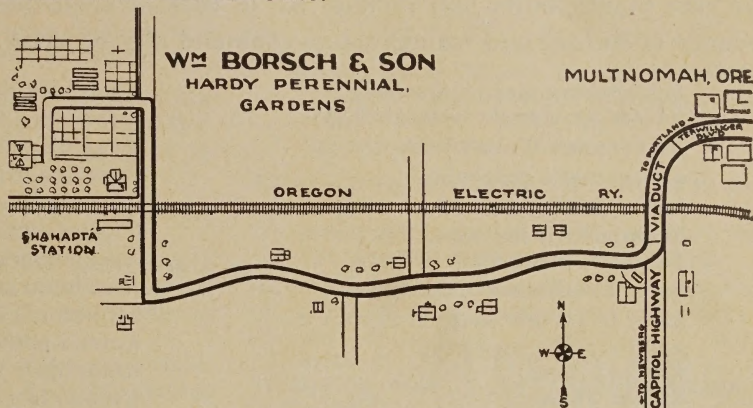 WM BORSCH & SON
HARDY PERENNIAL,
GARDENS
MULTNOMAH, ORE
TO PORTLAND
TERWILLIGER
BLV'D
VIADUCT
OREGON ELECTRIC RY.
SHAHAPTA
STATION
N
W E
S
TO NEWBERG
CAPITOL HIGHWAY